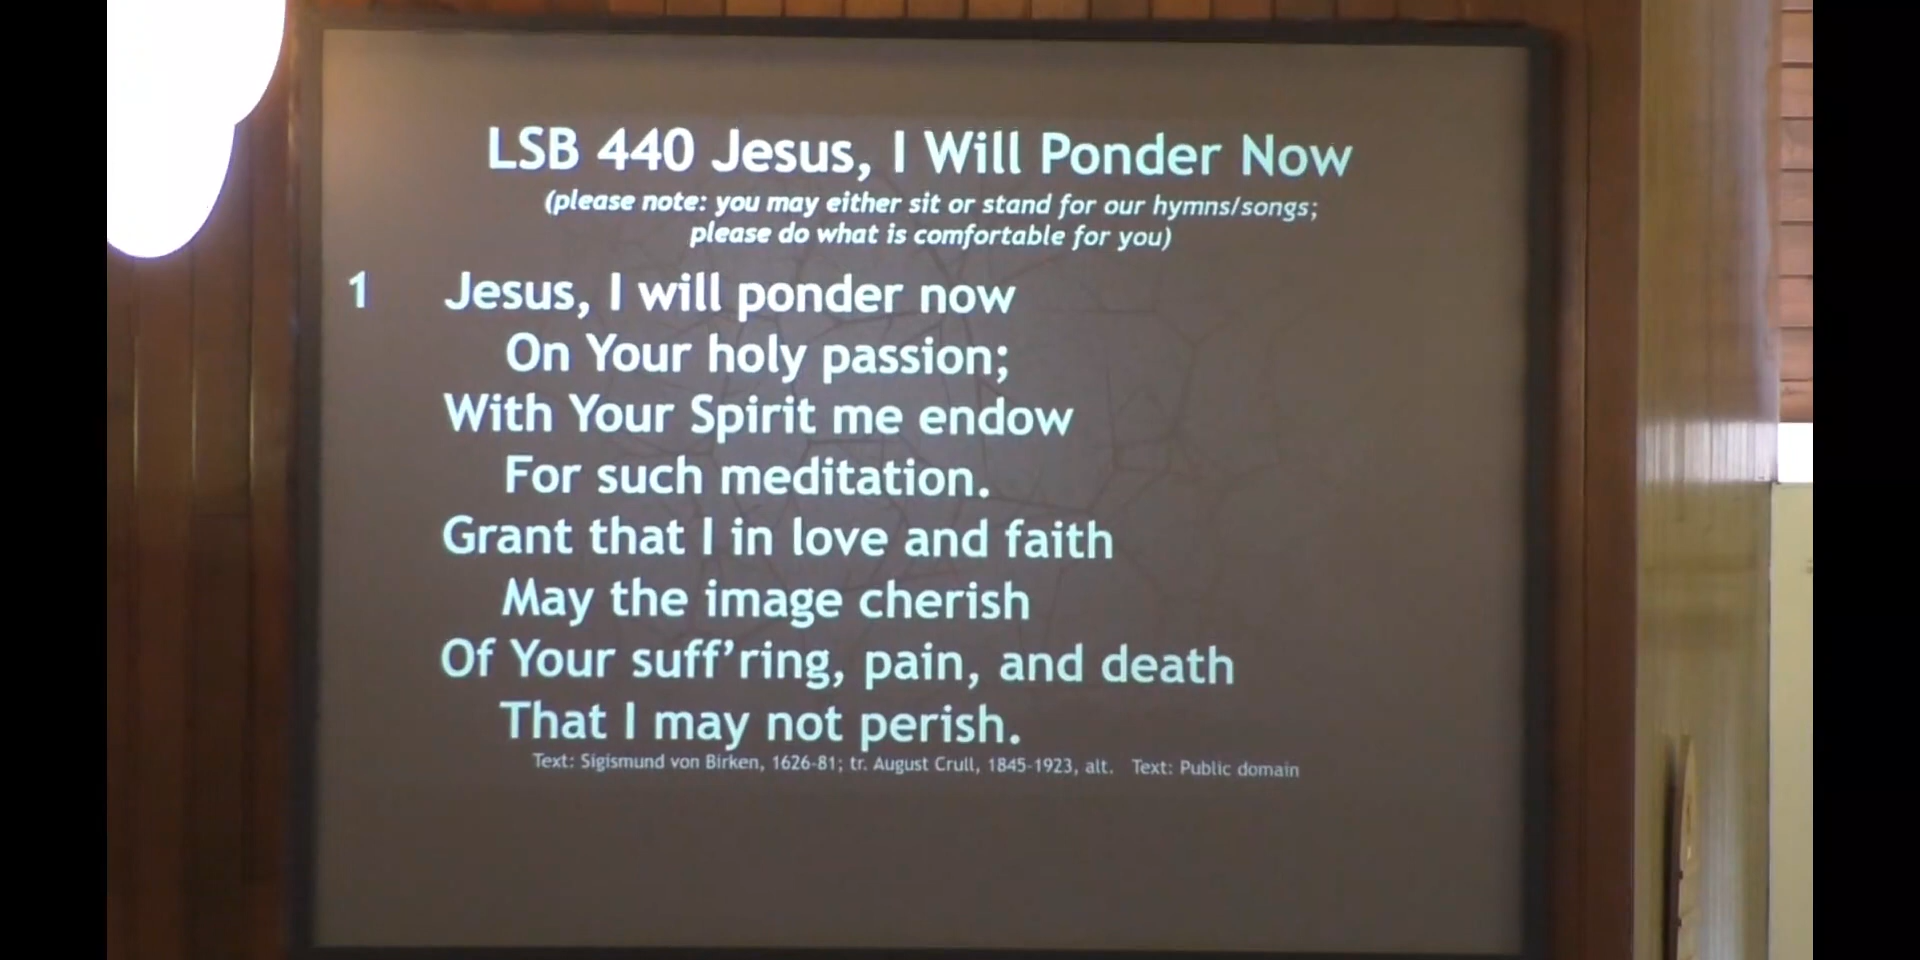 LSB 440 Jesus, I Will Ponder Now
(please note: you may either sit or stand for our hymns/songs;
please do what is comfortable for you)
1 Jesus, I will ponder now
On Your holy passion;
With Your Spirit me endow
For such meditation.
Grant that I in love and faith
May the image cherish
Of Your suff’ring, pain, and death
That I may not perish.
Text: Sigismund von Birken, 1626-81; tr. August Crull, 1845-1923, alt. Text: Public domain